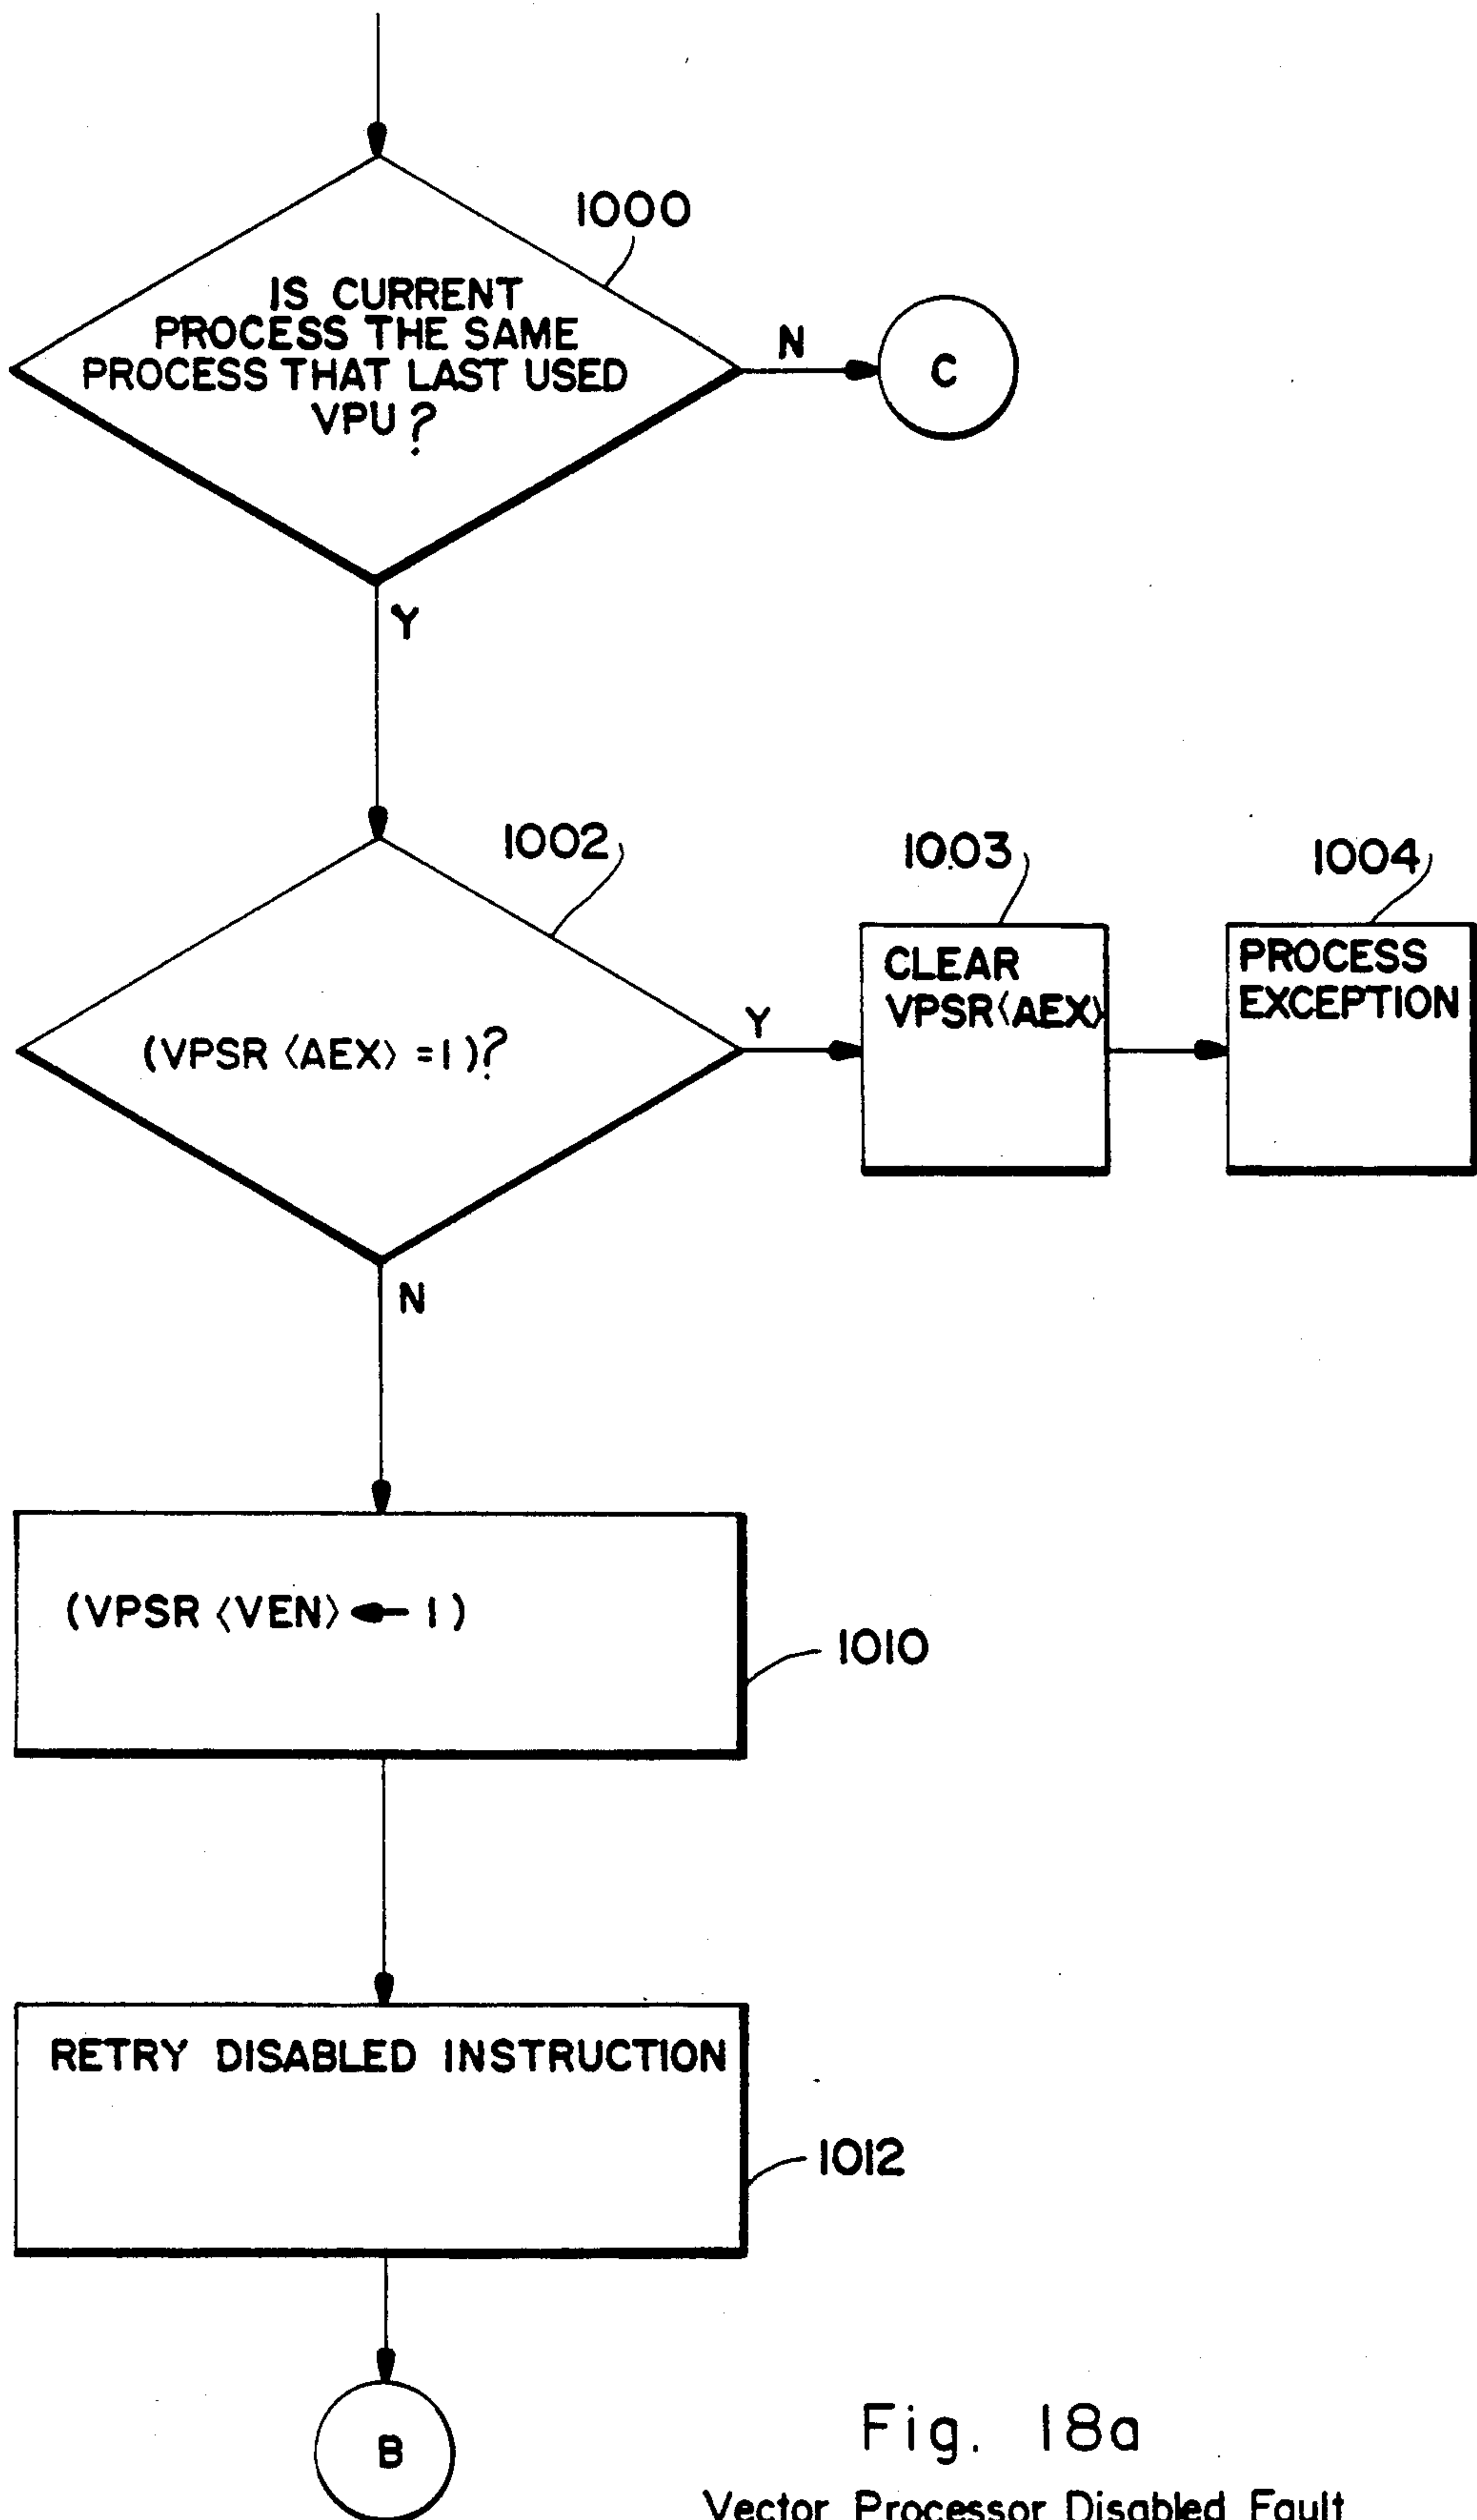 1000
IS CURRENT
PROCESS THE SAME
PROCESS THAT LAST USED
VPU?
N
C
Y
1002
(VPSR <AEX> =1)?
Y
1003
CLEAR
VPSR<AEX>
1004
PROCESS
EXCEPTION
N
(VPSR <VEN> ← 1)
1010
RETRY DISABLED INSTRUCTION
1012
B
Fig. 18a
Vector Processor Disabled Fault